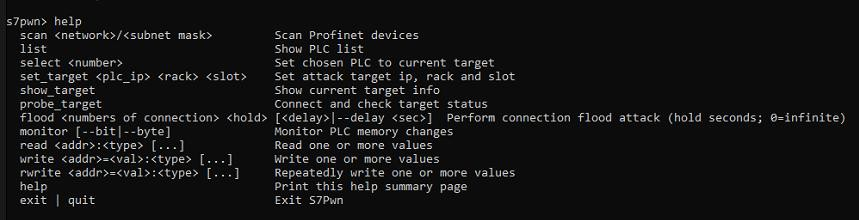 s7pwn> help
scan <network>/<subnet mask> Scan Profinet devices
list Show PLC list
select <number> Set chosen PLC to current target
set_target <plc_ip> <rack> <slot> Set attack target ip, rack and slot
show_target Show current target info
probe_target Connect and check target status
flood <numbers of connection> <hold> [<delay>|--delay <sec>] Perform connection flood attack (hold seconds; 0=infinite)
monitor [--bit|--byte] Monitor PLC memory changes
read <addr>:<type> [...] Read one or more values
write <addr>=<val>:<type> [...] Write one or more values
rwrite <addr>=<val>:<type> [...] Repeatedly write one or more values
help Print this help summary page
exit | quit Exit S7Pwn